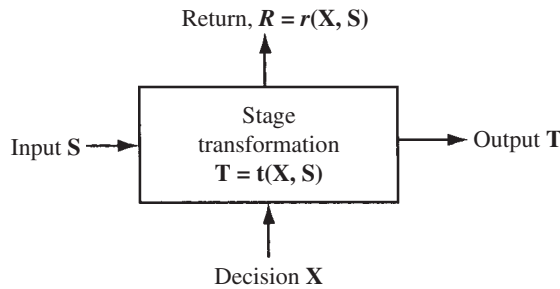 Return, R = r(X, S)
Stage
transformation
T = t(X, S)
Input S
Output T
Decision X